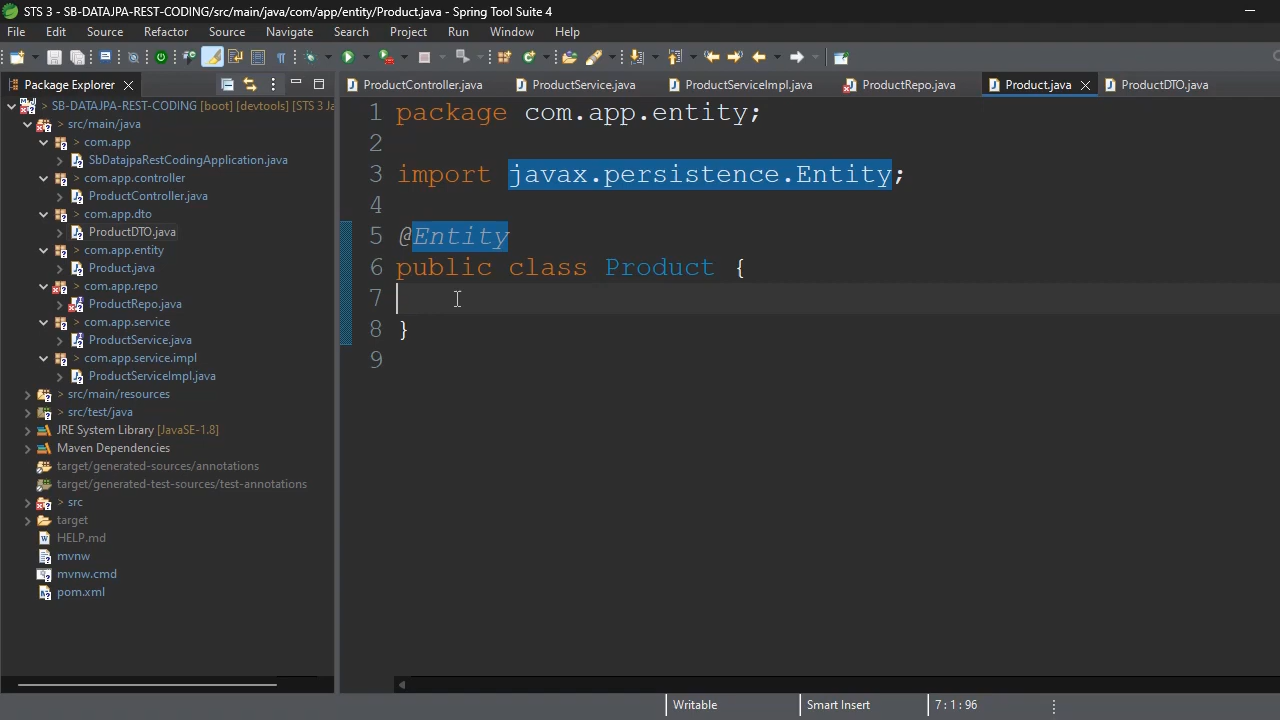 STS 3 - SB-DATAJPA-REST-CODING/src/main/java/com/app/entity/Product.java - Spring Tool Suite 4
File Edit Source Refactor Source Navigate Search Project Run Window Help
Package Explorer
ProductController.java ProductService.java ProductServiceImpl.java ProductRepo.java Product.java ProductDTO.java
> SB-DATAJPA-REST-CODING [boot] [devtools] [STS 3 Ja
> src/main/java
> com.app
SbDatajpaRestCodingApplication.java
> com.app.controller
ProductController.java
> com.app.dto
ProductDTO.java
> com.app.entity
Product.java
> com.app.repo
ProductRepo.java
> com.app.service
ProductService.java
> com.app.service.impl
ProductServiceImpl.java
> src/main/resources
> src/test/java
JRE System Library [JavaSE-1.8]
Maven Dependencies
target/generated-sources/annotations
target/generated-test-sources/test-annotations
> src
target
HELP.md
mvnw
mvnw.cmd
pom.xml
1 package com.app.entity;
2
3 import javax.persistence.Entity;
4
5 @Entity
6 public class Product {
7
8 }
9
Writable Smart Insert 7 : 1 : 96